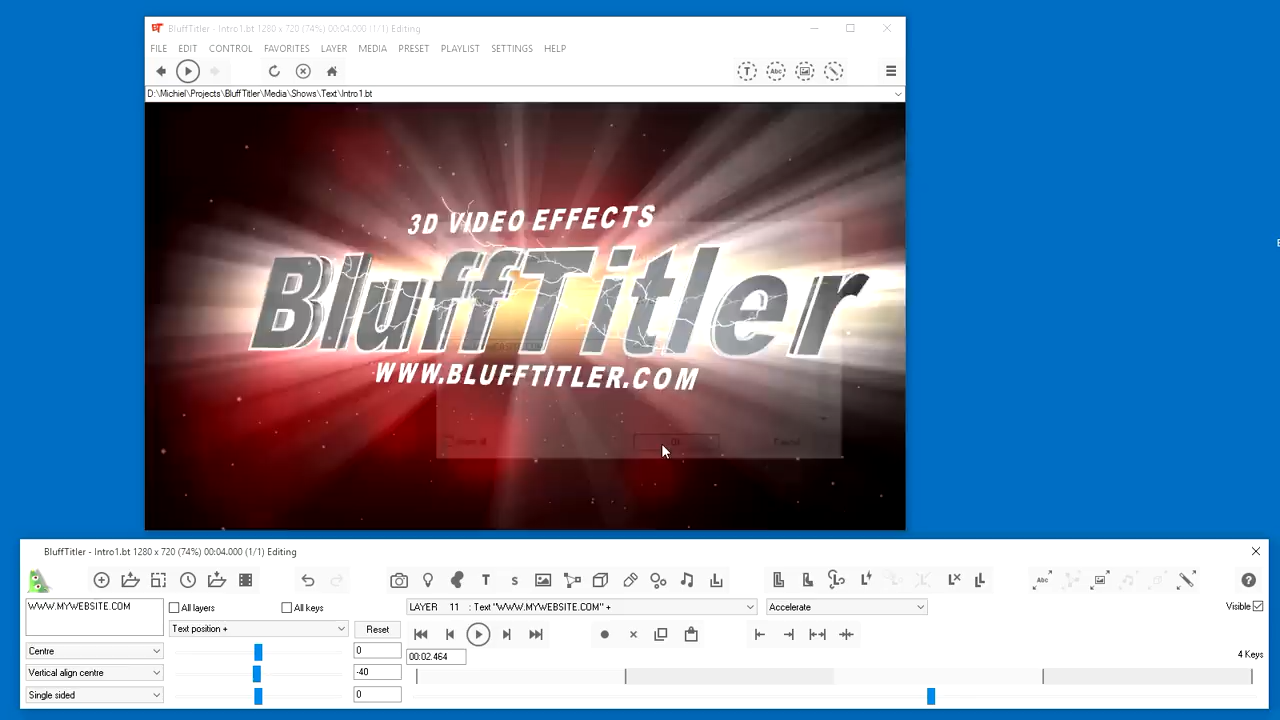 BluffTitler - Intro1.bt 1280 x 720 (74%) 00:04.000 (1/1) Editing
FILE EDIT CONTROL FAVORITES LAYER MEDIA PRESET PLAYLIST SETTINGS HELP
T Abc
D:\Michiel\Projects\BluffTitler\Media\Shows\Text\Intro1.bt
3D VIDEO EFFECTS
BluffTitler
WWW.BLUFFTITLER.COM
OK Cancel
BluffTitler - Intro1.bt 1280 x 720 (74%) 00:04.000 (1/1) Editing
T S Abc ?
WWW.MYWEBSITE.COM All layers All keys LAYER 11 : Text "WWW.MYWEBSITE.COM" + Accelerate Visible
Text position + Reset
Centre 0 00:02.464 4 Keys
Vertical align centre -40
Single sided 0